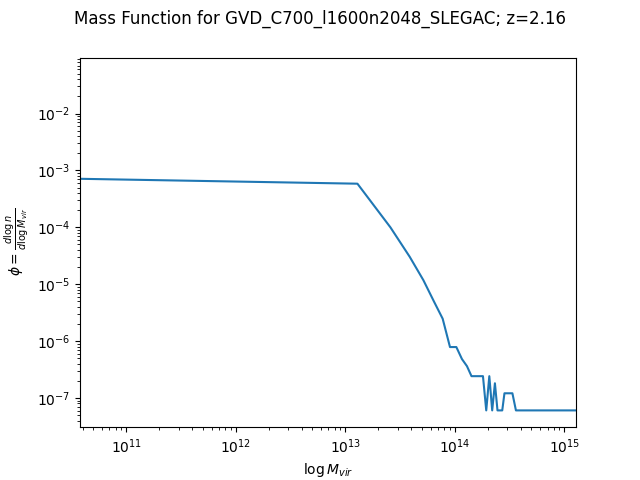 Mass Function for GVD_C700_l1600n2048_SLEGAC; z=2.16
10⁻²
10⁻³
10⁻⁴
10⁻⁵
10⁻⁶
10⁻⁷
ϕ = d log n / d log M_vir
10¹¹ 10¹² 10¹³ 10¹⁴ 10¹⁵
log M_vir